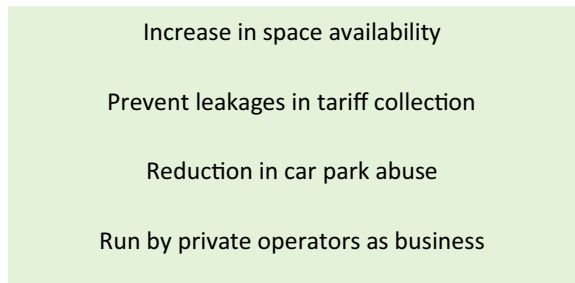 Increase in space availability
Prevent leakages in tariff collection
Reduction in car park abuse
Run by private operators as business